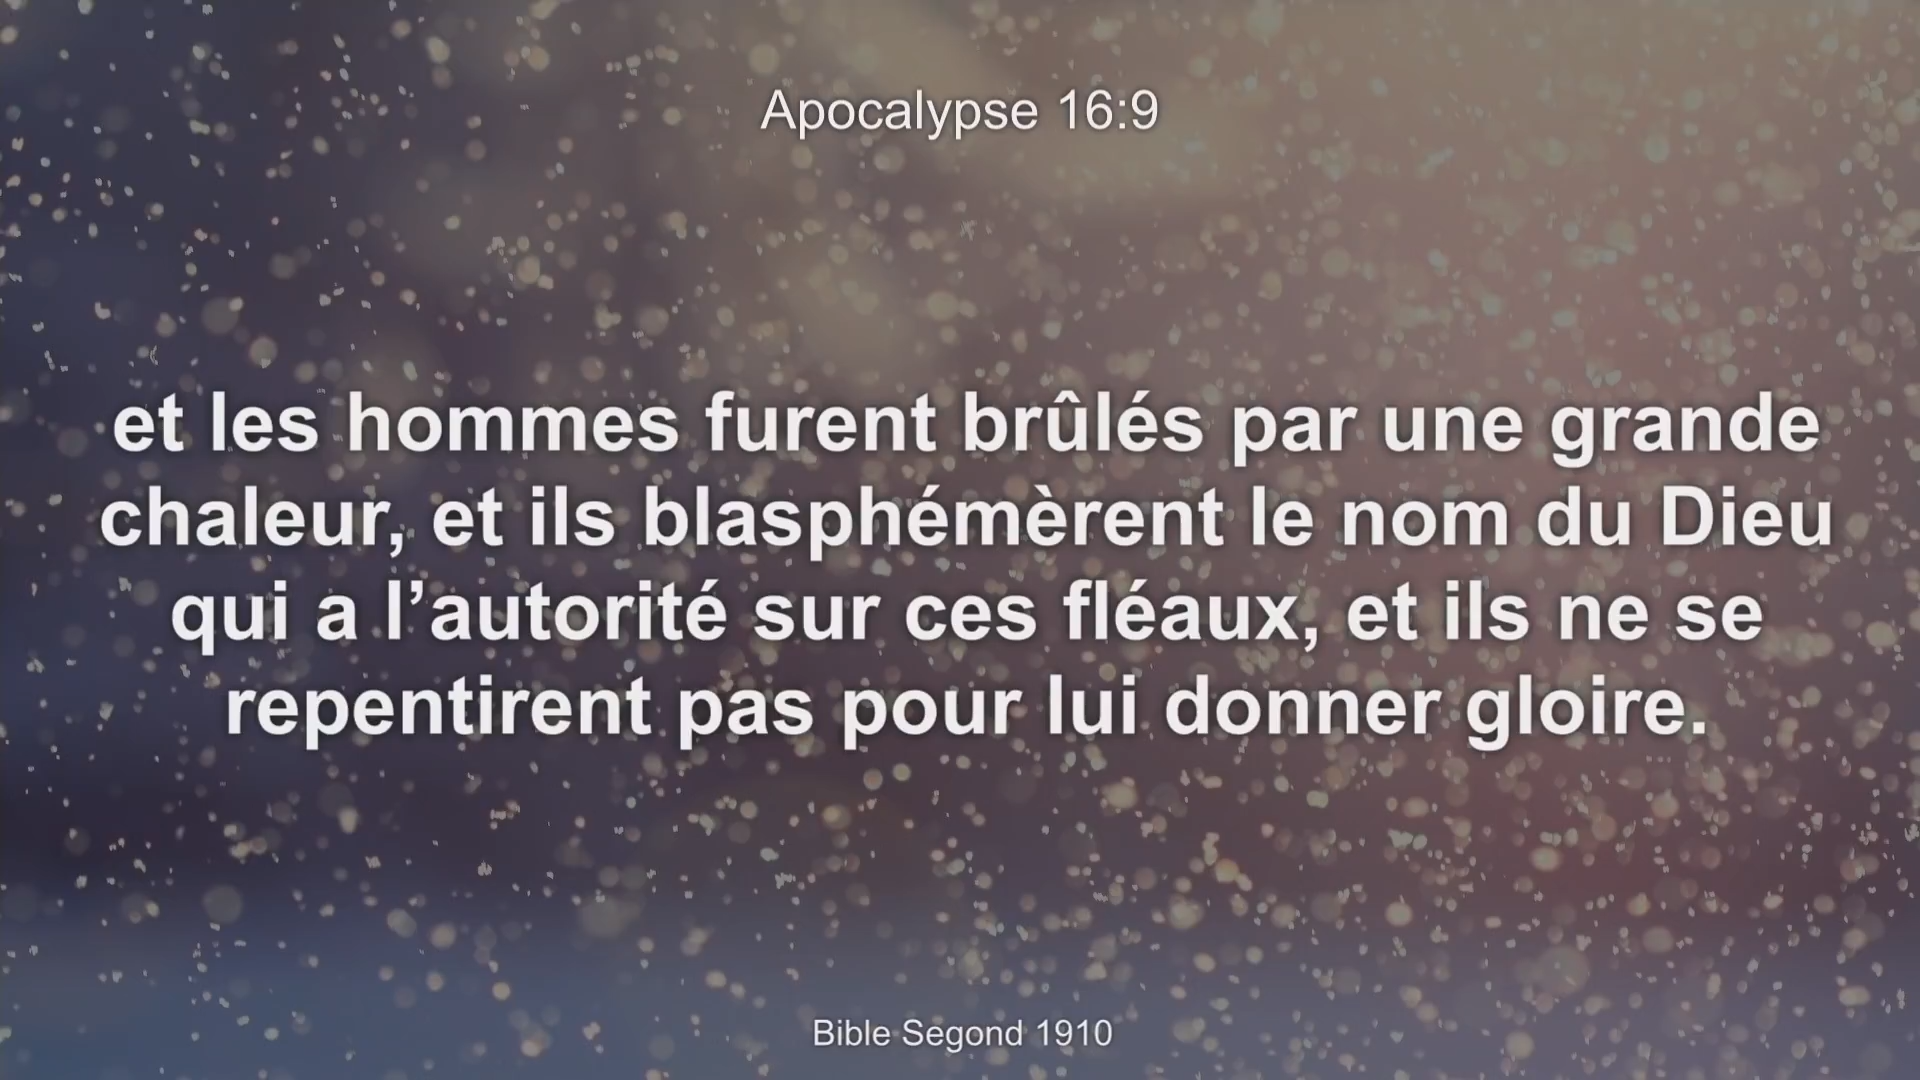 Apocalypse 16:9
et les hommes furent brûlés par une grande
chaleur, et ils blasphémèrent le nom du Dieu
qui a l’autorité sur ces fléaux, et ils ne se
repentirent pas pour lui donner gloire.
Bible Segond 1910